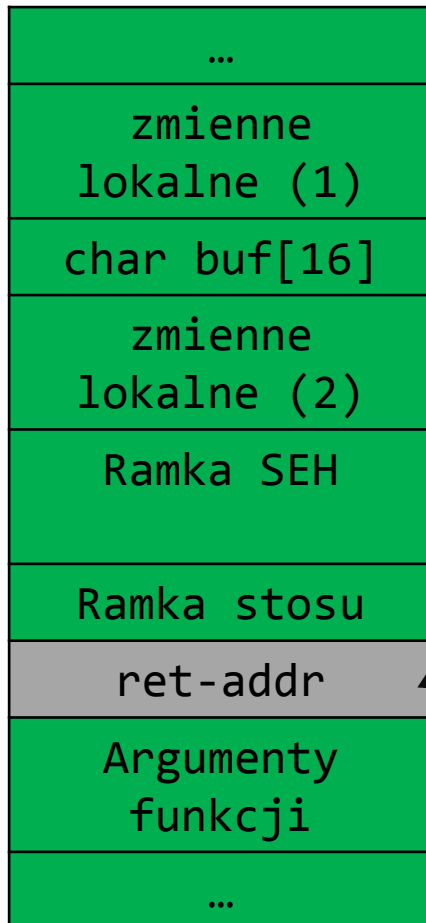 …
zmienne
lokalne (1)
char buf[16]
zmienne
lokalne (2)
Ramka SEH
Ramka stosu
ret-addr
Argumenty
funkcji
…